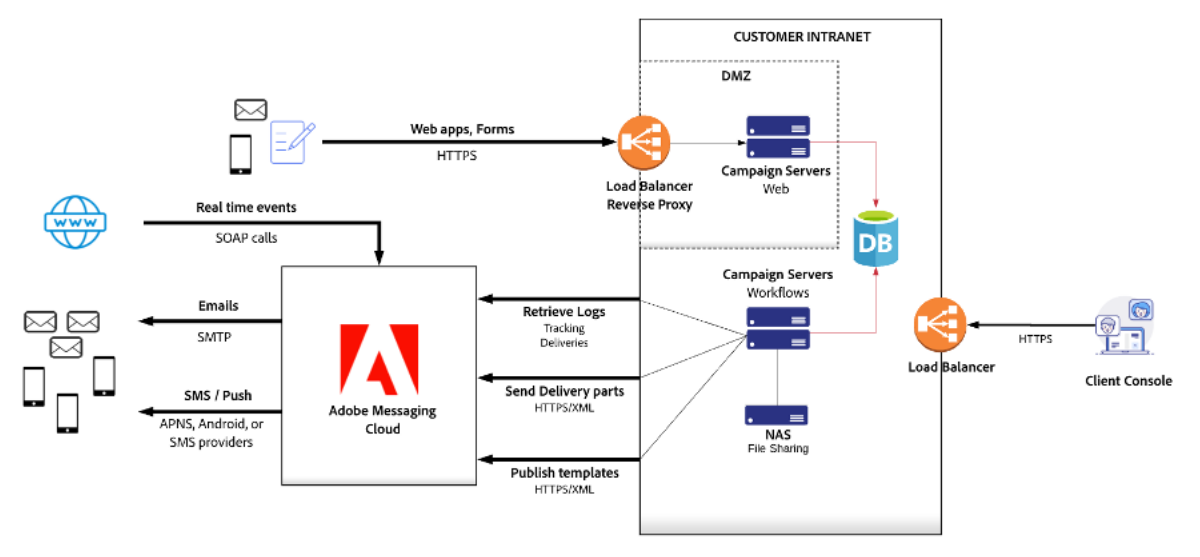 CUSTOMER INTRANET
DMZ
Web apps, Forms
HTTPS
Load Balancer
Reverse Proxy
Campaign Servers
Web
WWW
Real time events
SOAP calls
DB
Emails
SMTP
SMS / Push
APNS, Android, or
SMS providers
Adobe Messaging
Cloud
Retrieve Logs
Tracking
Deliveries
Send Delivery parts
HTTPS/XML
Publish templates
HTTPS/XML
Campaign Servers
Workflows
NAS
File Sharing
Load Balancer
HTTPS
Client Console